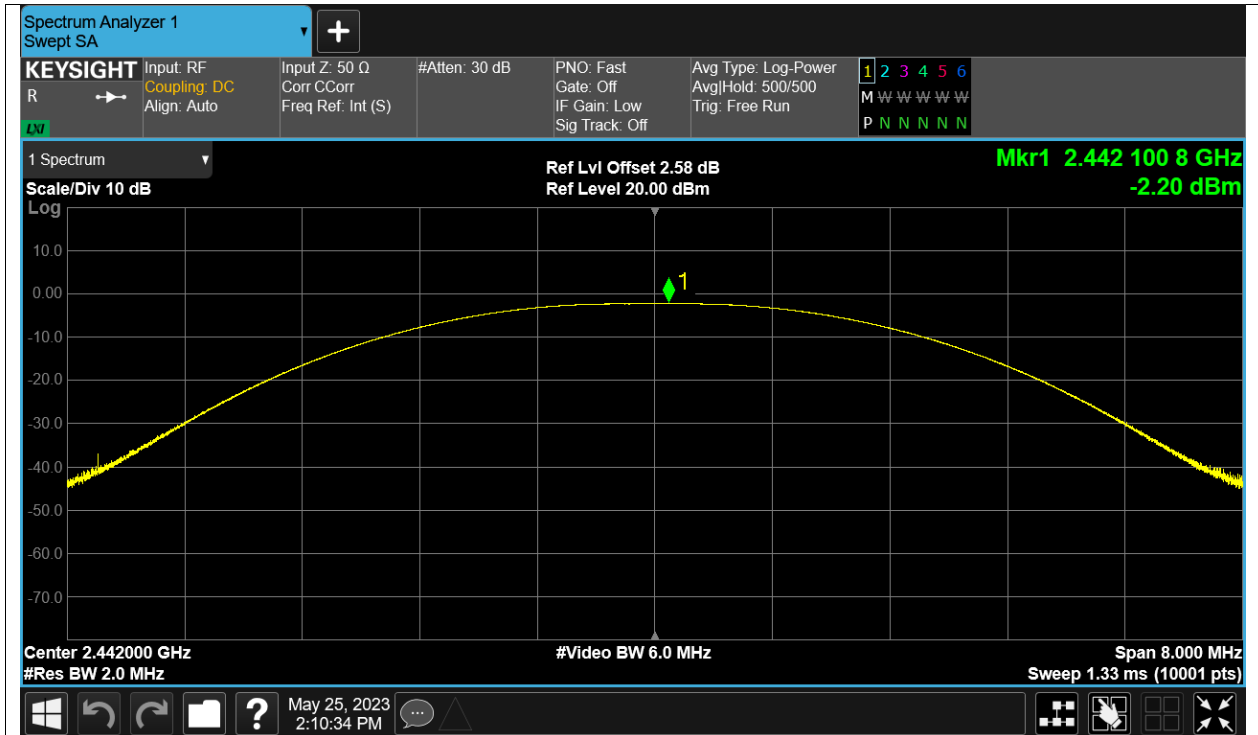 Spectrum Analyzer 1
Swept SA
+
KEYSIGHT
R
LXI
Input: RF
Coupling: DC
Align: Auto
Input Z: 50 Ω
Corr CCorr
Freq Ref: Int (S)
#Atten: 30 dB
PNO: Fast
Gate: Off
IF Gain: Low
Sig Track: Off
Avg Type: Log-Power
Avg|Hold: 500/500
Trig: Free Run
1 2 3 4 5 6
M W W W W W
P N N N N N N
1 Spectrum
Scale/Div 10 dB
Log
Ref Lvl Offset 2.58 dB
Ref Level 20.00 dBm
Mkr1 2.442 100 8 GHz
-2.20 dBm
1
10.0
0.00
-10.0
-20.0
-30.0
-40.0
-50.0
-60.0
-70.0
Center 2.442000 GHz
#Res BW 2.0 MHz
#Video BW 6.0 MHz
Span 8.000 MHz
Sweep 1.33 ms (10001 pts)
?
May 25, 2023
2:10:34 PM